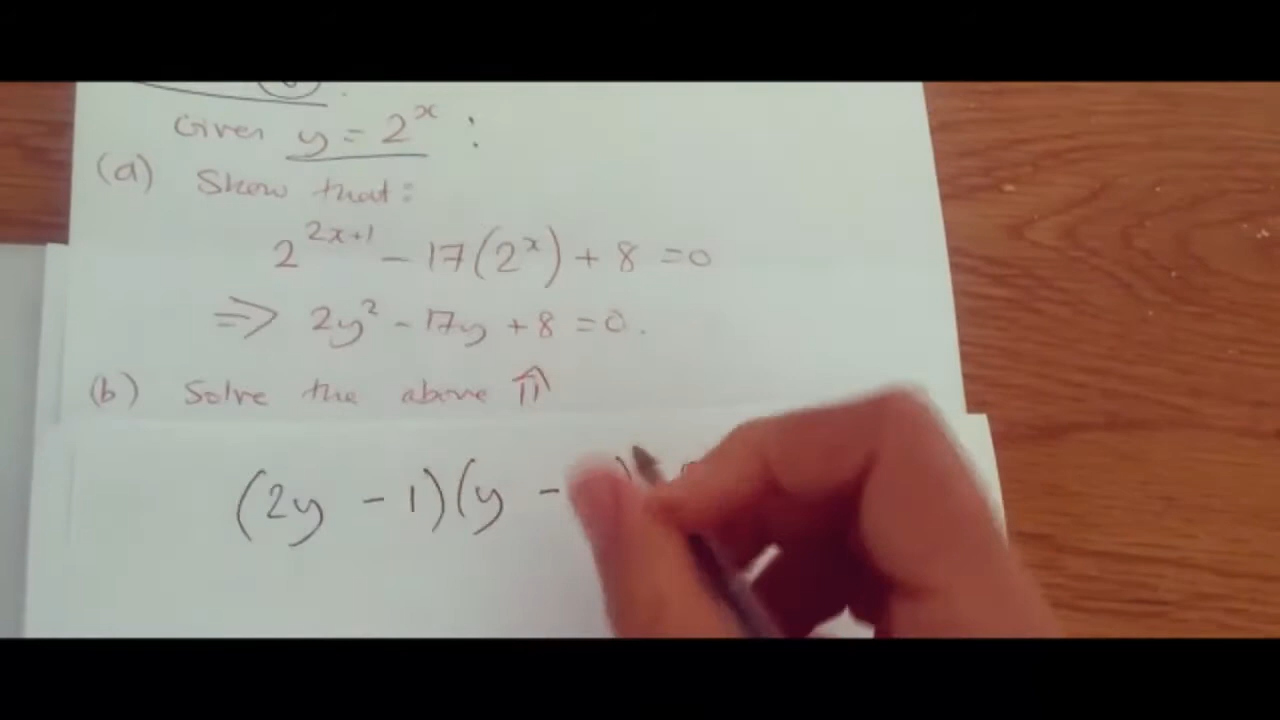 Given y = 2^x :
(a) Show that:
2^{2x+1} - 17(2^x) + 8 = 0
⇒ 2y² - 17y + 8 = 0.
(b) Solve the above ⇑
(2y - 1)(y -